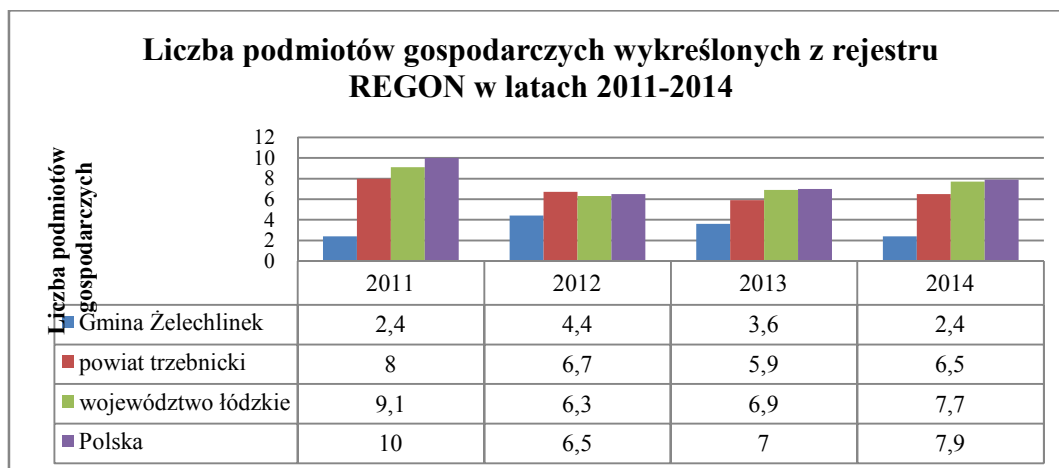 Liczba podmiotów gospodarczych wykreślonych z rejestru
REGON w latach 2011-2014
Liczba podmiotów
gospodarczych
12
10
8
6
4
2
0
2011 2012 2013 2014
Gmina Żelechlinek 2,4 4,4 3,6 2,4
powiat trzebnicki 8 6,7 5,9 6,5
województwo łódzkie 9,1 6,3 6,9 7,7
Polska 10 6,5 7 7,9